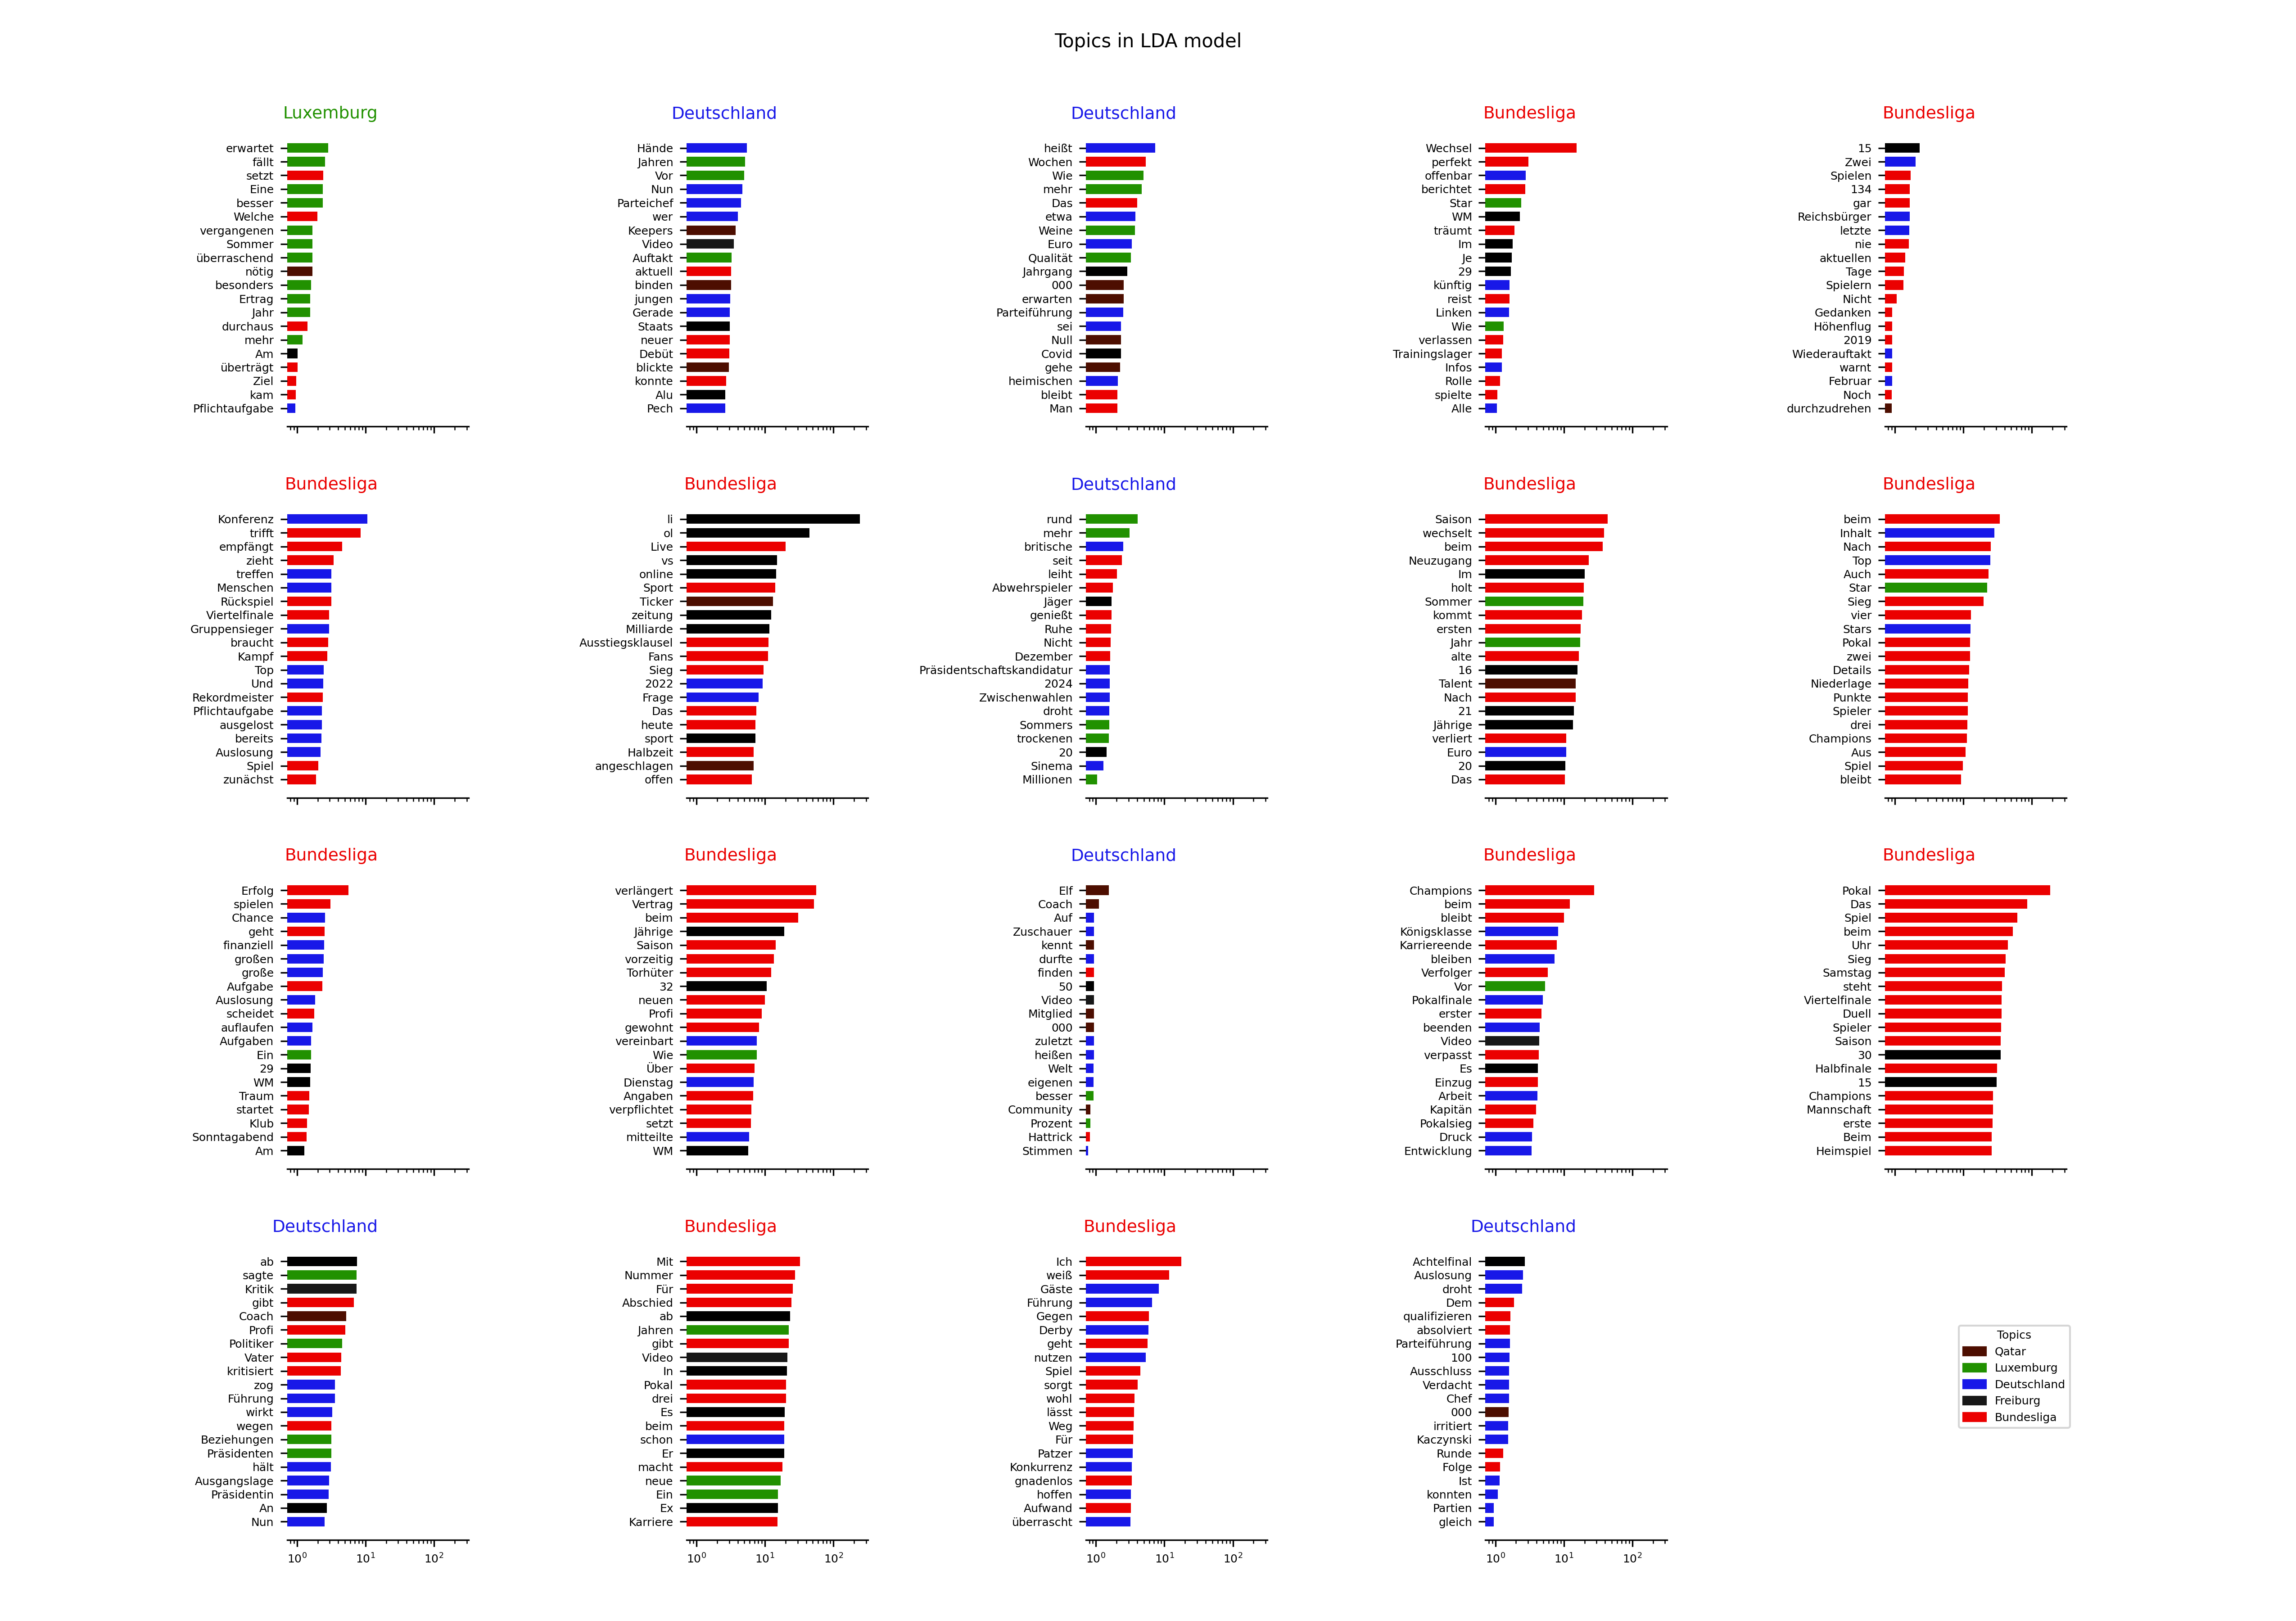 Topics in LDA model
Luxemburg
erwartet
fällt
setzt
Eine
besser
Welche
vergangenen
Sommer
überraschend
nötig
besonders
Ertrag
Jahr
durchaus
mehr
Am
überträgt
Ziel
kam
Pflichtaufgabe
Deutschland
Hände
Jahren
Vor
Nun
Parteichef
wer
Keepers
Video
Auftakt
aktuell
binden
jungen
Gerade
Staats
neuer
Debüt
blickte
konnte
Alu
Pech
Deutschland
heißt
Wochen
Wie
mehr
Das
etwa
Weine
Euro
Qualität
Jahrgang
000
erwarten
Parteiführung
sei
Null
Covid
gehe
heimischen
bleibt
Man
Bundesliga
Wechsel
perfekt
offenbar
berichtet
Star
WM
träumt
Im
Je
29
künftig
reist
Linken
Wie
verlassen
Trainingslager
Infos
Rolle
spielte
Alle
Bundesliga
15
Zwei
Spielen
134
gar
Reichsbürger
letzte
nie
aktuellen
Tage
Spielern
Nicht
Gedanken
Höhenflug
2019
Wiederauftakt
warnt
Februar
Noch
durchzudrehen
Bundesliga
Konferenz
trifft
empfängt
zieht
treffen
Menschen
Rückspiel
Viertelfinale
Gruppensieger
braucht
Kampf
Top
Und
Rekordmeister
Pflichtaufgabe
ausgelost
bereits
Auslosung
Spiel
zunächst
Bundesliga
li
ol
Live
vs
online
Sport
Ticker
zeitung
Milliarde
Ausstiegsklausel
Fans
Sieg
2022
Frage
Das
heute
sport
Halbzeit
angeschlagen
offen
Deutschland
rund
mehr
britische
seit
leiht
Abwehrspieler
Jäger
genießt
Ruhe
Nicht
Dezember
Präsidentschaftskandidatur
2024
Zwischenwahlen
droht
Sommers
trockenen
20
Sinema
Millionen
Bundesliga
Saison
wechselt
beim
Neuzugang
Im
holt
Sommer
kommt
ersten
Jahr
alte
16
Talent
Nach
21
Jährige
verliert
Euro
20
Das
Bundesliga
beim
Inhalt
Nach
Top
Auch
Star
Sieg
vier
Stars
Pokal
zwei
Details
Niederlage
Punkte
Spieler
drei
Champions
Aus
Spiel
bleibt
Bundesliga
Erfolg
spielen
Chance
geht
finanziell
großen
große
Aufgabe
Auslosung
scheidet
auflaufen
Aufgaben
Ein
29
WM
Traum
startet
Klub
Sonntagabend
Am
Bundesliga
verlängert
Vertrag
beim
Jährige
Saison
vorzeitig
Torhüter
32
neuen
Profi
gewohnt
vereinbart
Wie
Über
Dienstag
Angaben
verpflichtet
setzt
mitteilte
WM
Deutschland
Elf
Coach
Auf
Zuschauer
kennt
durfte
finden
50
Video
Mitglied
000
zuletzt
heißen
Welt
eigenen
besser
Community
Prozent
Hattrick
Stimmen
Bundesliga
Champions
beim
bleibt
Königsklasse
Karriereende
bleiben
Verfolger
Vor
Pokalfinale
erster
beenden
Video
verpasst
Es
Einzug
Arbeit
Kapitän
Pokalsieg
Druck
Entwicklung
Bundesliga
Pokal
Das
Spiel
beim
Uhr
Sieg
Samstag
steht
Viertelfinale
Duell
Spieler
Saison
30
Halbfinale
15
Champions
Mannschaft
erste
Beim
Heimspiel
Deutschland
ab
sagte
Kritik
gibt
Coach
Profi
Politiker
Vater
kritisiert
zog
Führung
wirkt
wegen
Beziehungen
Präsidenten
hält
Ausgangslage
Präsidentin
An
Nun
10⁰ 10¹ 10²
Bundesliga
Mit
Nummer
Für
Abschied
ab
Jahren
gibt
Video
In
Pokal
drei
Es
beim
schon
Er
macht
neue
Ein
Ex
Karriere
10⁰ 10¹ 10²
Bundesliga
Ich
weiß
Gäste
Führung
Gegen
Derby
geht
nutzen
Spiel
sorgt
wohl
lässt
Weg
Für
Patzer
Konkurrenz
gnadenlos
hoffen
Aufwand
überrascht
10⁰ 10¹ 10²
Deutschland
Achtelfinal
Auslosung
droht
Dem
qualifizieren
absolviert
Parteiführung
100
Ausschluss
Verdacht
Chef
000
irritiert
Kaczynski
Runde
Folge
Ist
konnten
Partien
gleich
10⁰ 10¹ 10²
Topics
Qatar
Luxemburg
Deutschland
Freiburg
Bundesliga